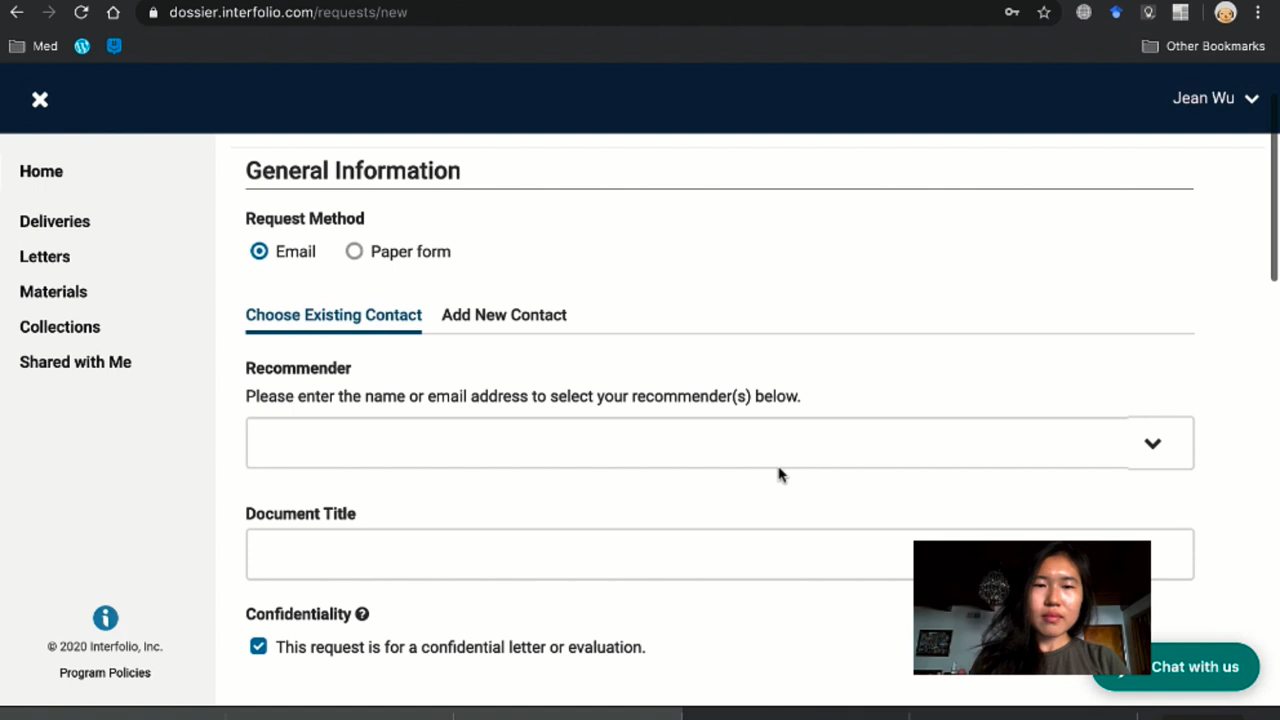 dossier.interfolio.com/requests/new
Med
Other Bookmarks
Jean Wu
Home
Deliveries
Letters
Materials
Collections
Shared with Me
© 2020 Interfolio, Inc.
Program Policies
General Information
Request Method
Email Paper form
Choose Existing Contact Add New Contact
Recommender
Please enter the name or email address to select your recommender(s) below.
Document Title
Confidentiality ?
This request is for a confidential letter or evaluation.
Chat with us